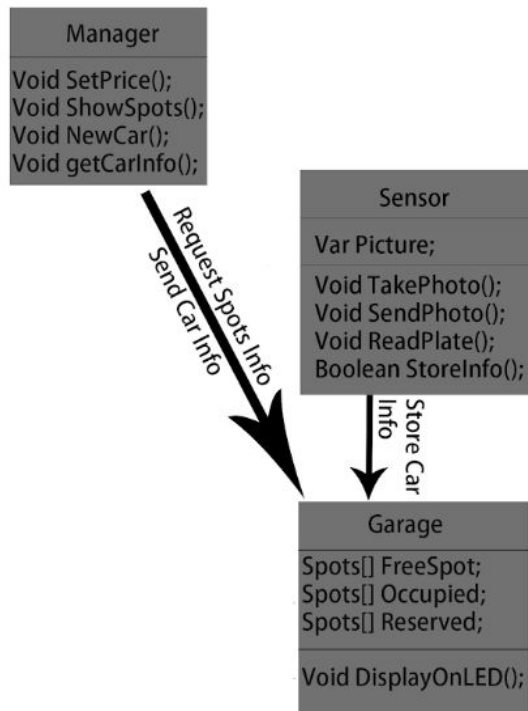 Manager
Void SetPrice();
Void ShowSpots();
Void NewCar();
Void getCarInfo();
Request Spots Info
Send Car Info
Sensor
Var Picture;
Void TakePhoto();
Void SendPhoto();
Void ReadPlate();
Boolean StoreInfo();
Store Car
Info
Garage
Spots[] FreeSpot;
Spots[] Occupied;
Spots[] Reserved;
Void DisplayOnLED();